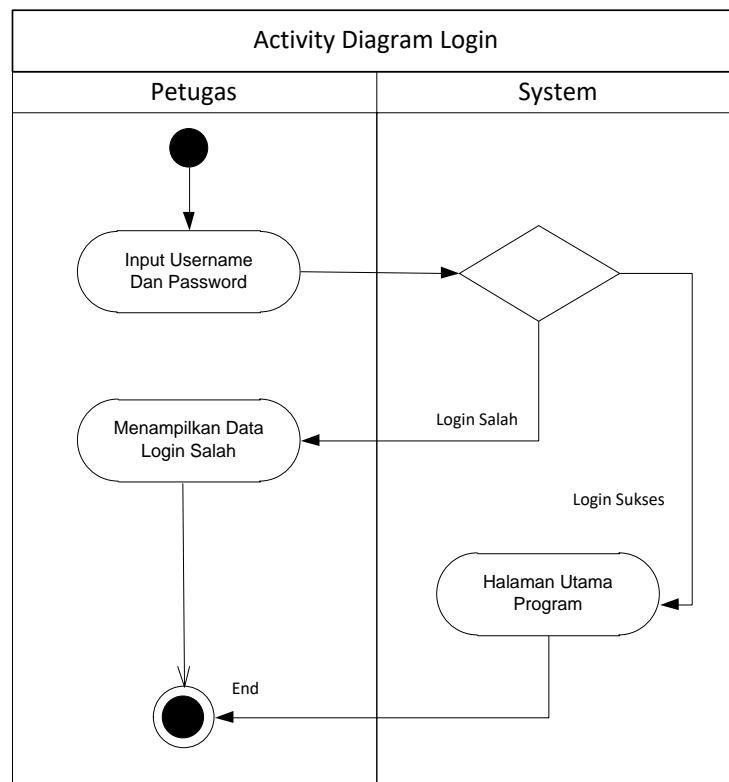 Activity Diagram Login
Petugas
System
Input Username
Dan Password
Menampilkan Data
Login Salah
Login Salah
Login Sukses
Halaman Utama
Program
End